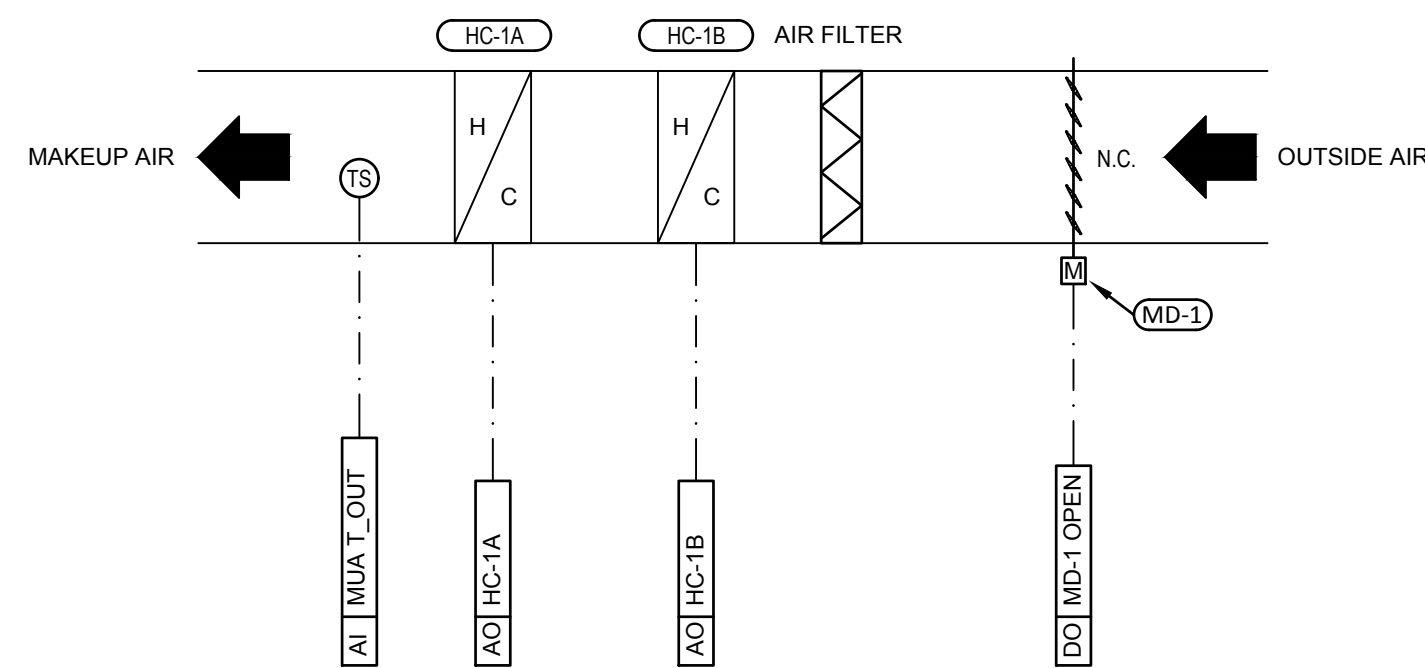 HC-1A
HC-1B
AIR FILTER
H
C
H
C
N.C.
MAKEUP AIR
OUTSIDE AIR
TS
M
MD-1
AI MUA T_OUT
AO HC-1A
AO HC-1B
DO MD-1 OPEN